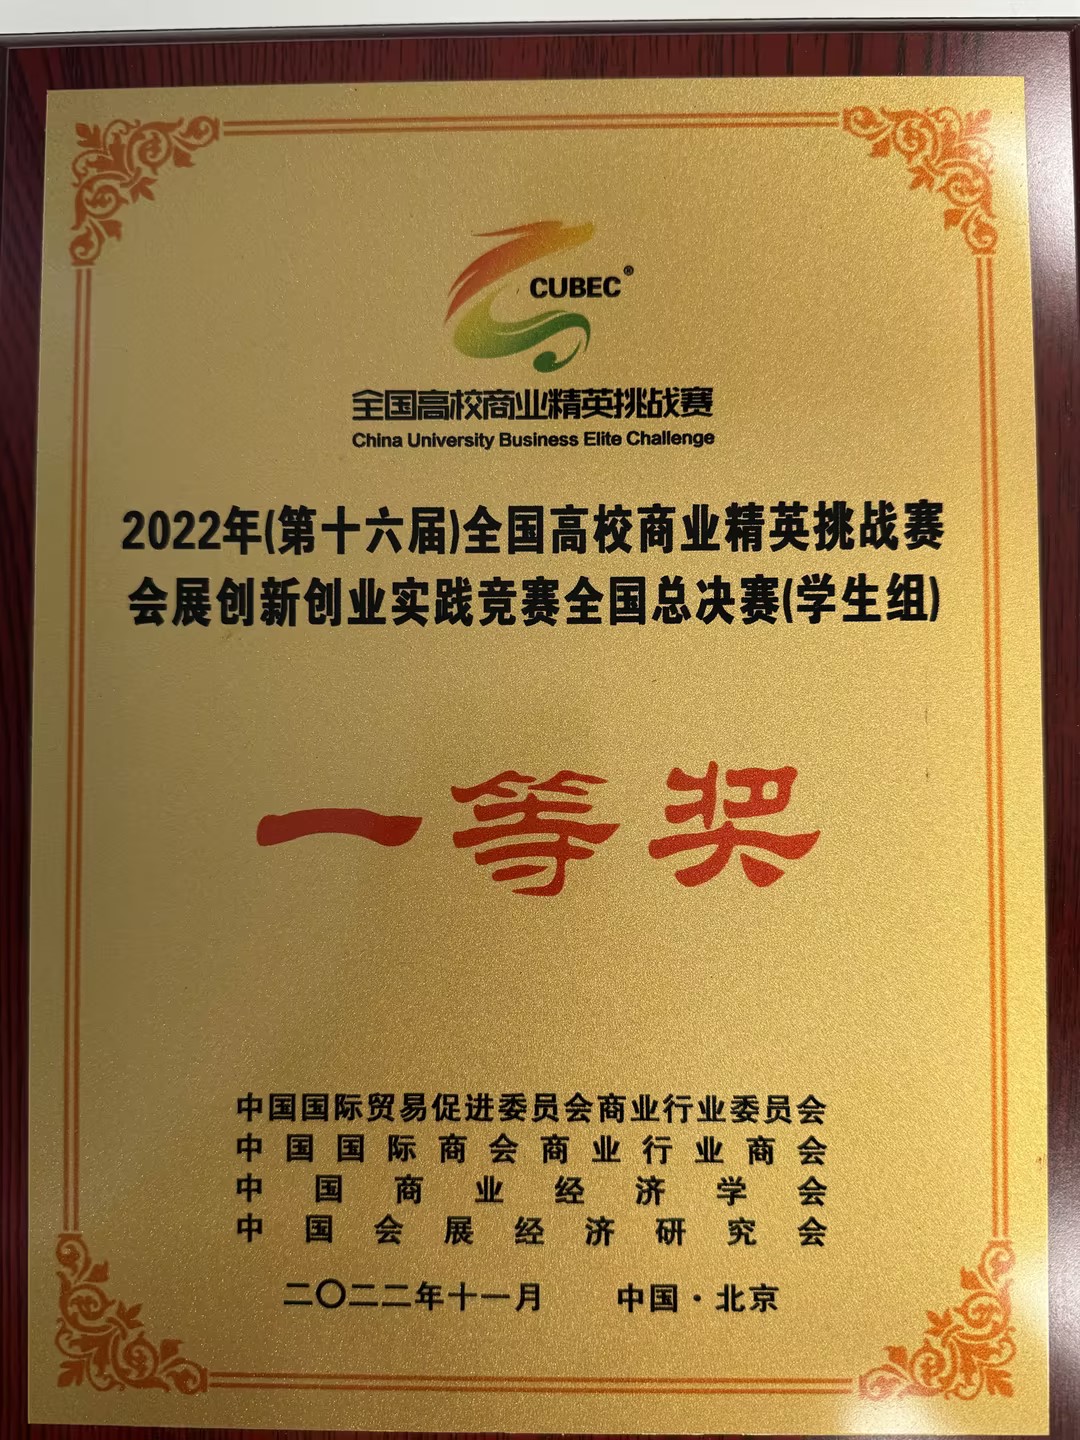 CUBEC®
全国高校商业精英挑战赛
China University Business Elite Challenge
2022年(第十六届)全国高校商业精英挑战赛
会展创新创业实践竞赛全国总决赛(学生组)
一等奖
中国国际贸易促进委员会商业行业委员会
中国国际商会商业行业商会
中国商业经济学会
中国会展经济研究会
二〇二二年十一月 中国·北京